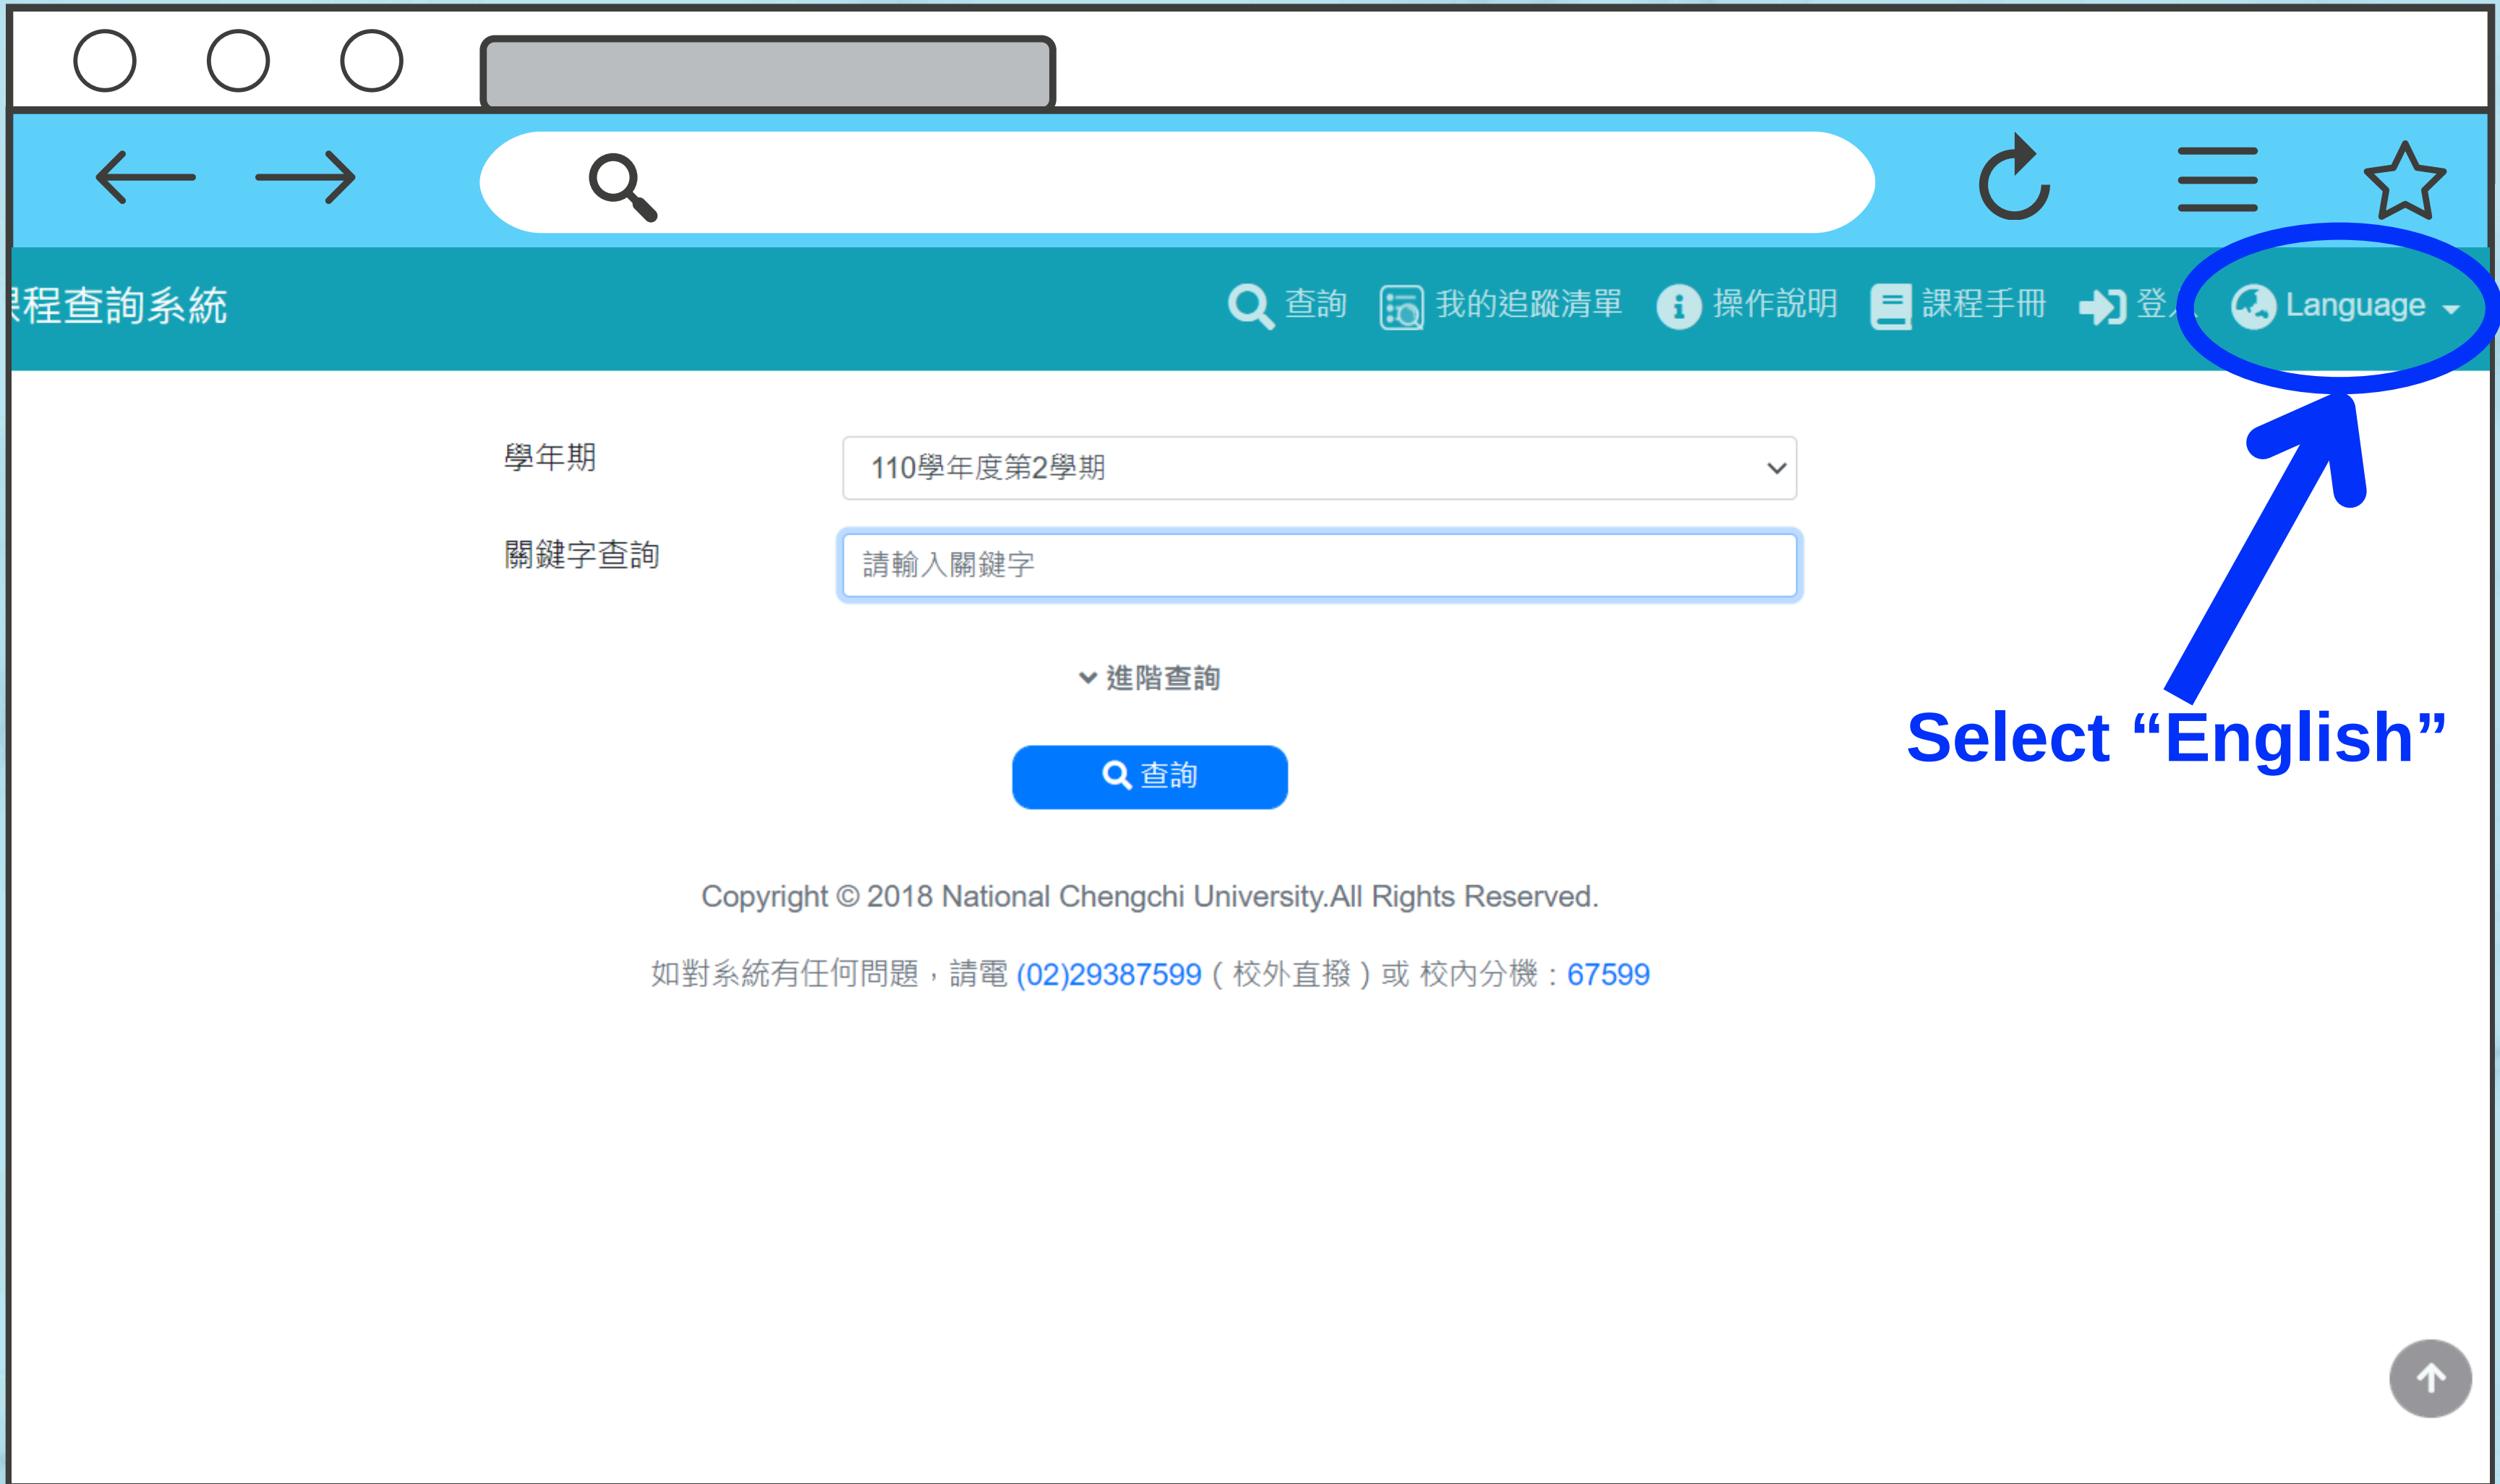 程查詢系統 查詢 我的追蹤清單 操作說明 課程手冊 登 Language
學年期 110學年度第2學期
關鍵字查詢 請輸入關鍵字
進階查詢
Select “English”
查詢
Copyright © 2018 National Chengchi University.All Rights Reserved.
如對系統有任何問題，請電 (02)29387599 ( 校外直撥 ) 或 校內分機 : 67599